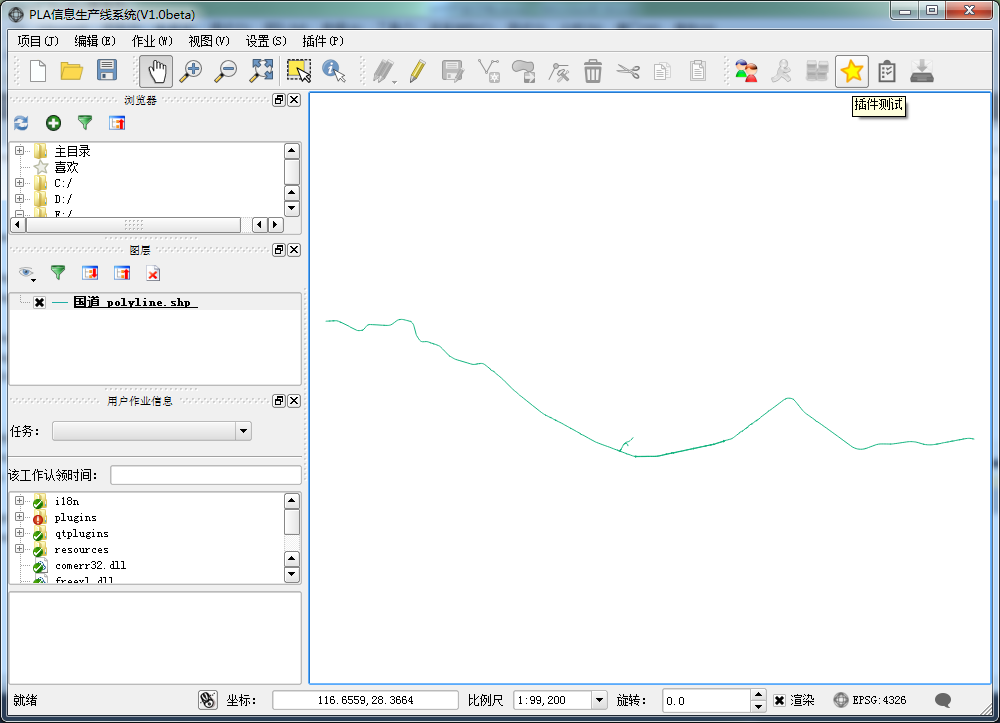 PLA信息生产线系统(V1.0beta)
项目(J) 编辑(E) 作业(W) 视图(V) 设置(S) 插件(P)
浏览器
插件测试
主目录
喜欢
C:/
D:/
E:/
图层
国道_polyline.shp
用户作业信息
任务:
该工作认领时间:
i18n
plugins
qtplugins
resources
comerr32.dll
freexl.dll
就绪 坐标: 116.6559,28.3664 比例尺 1:99,200 旋转: 0.0 渲染 EPSG:4326